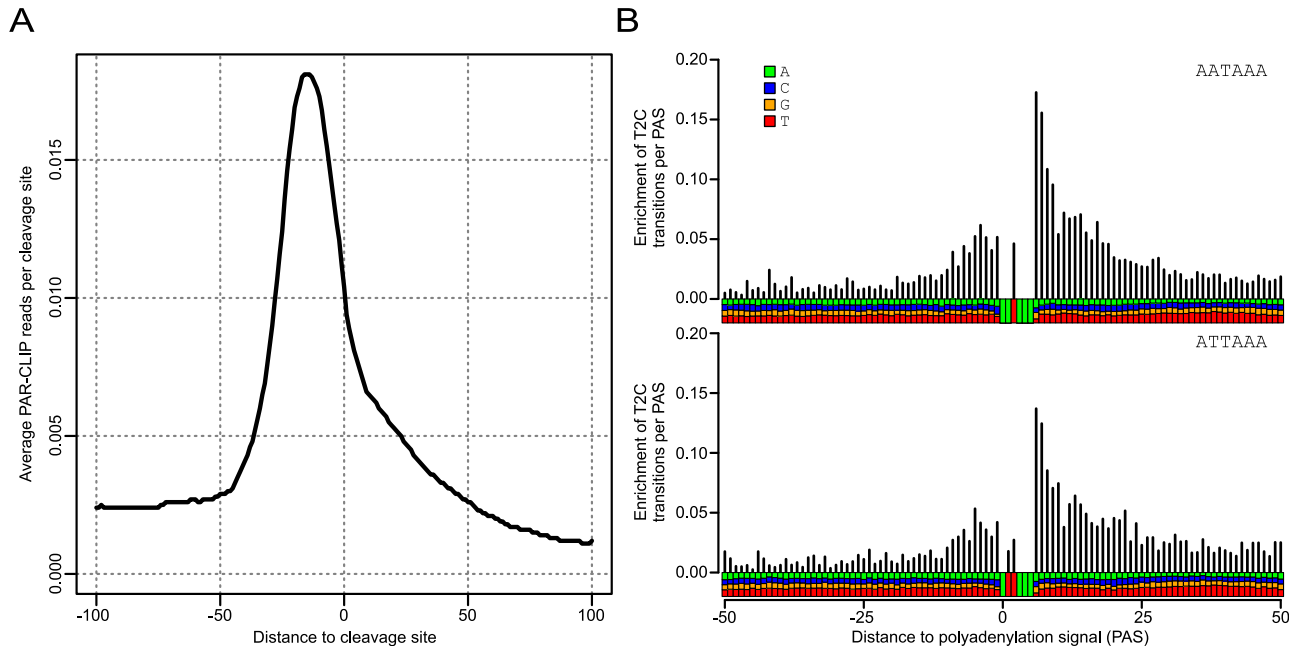 A
Average PAR-CLIP reads per cleavage site
0.015
0.010
0.005
0.000
-100
-50
0
50
100
Distance to cleavage site
B
Enrichment of T2C
transitions per PAS
0.20
0.15
0.10
0.05
0.00
A
C
G
T
AATAAA
Enrichment of T2C
transitions per PAS
0.20
0.15
0.10
0.05
0.00
ATTAAA
-50
-25
0
25
50
Distance to polyadenylation signal (PAS)